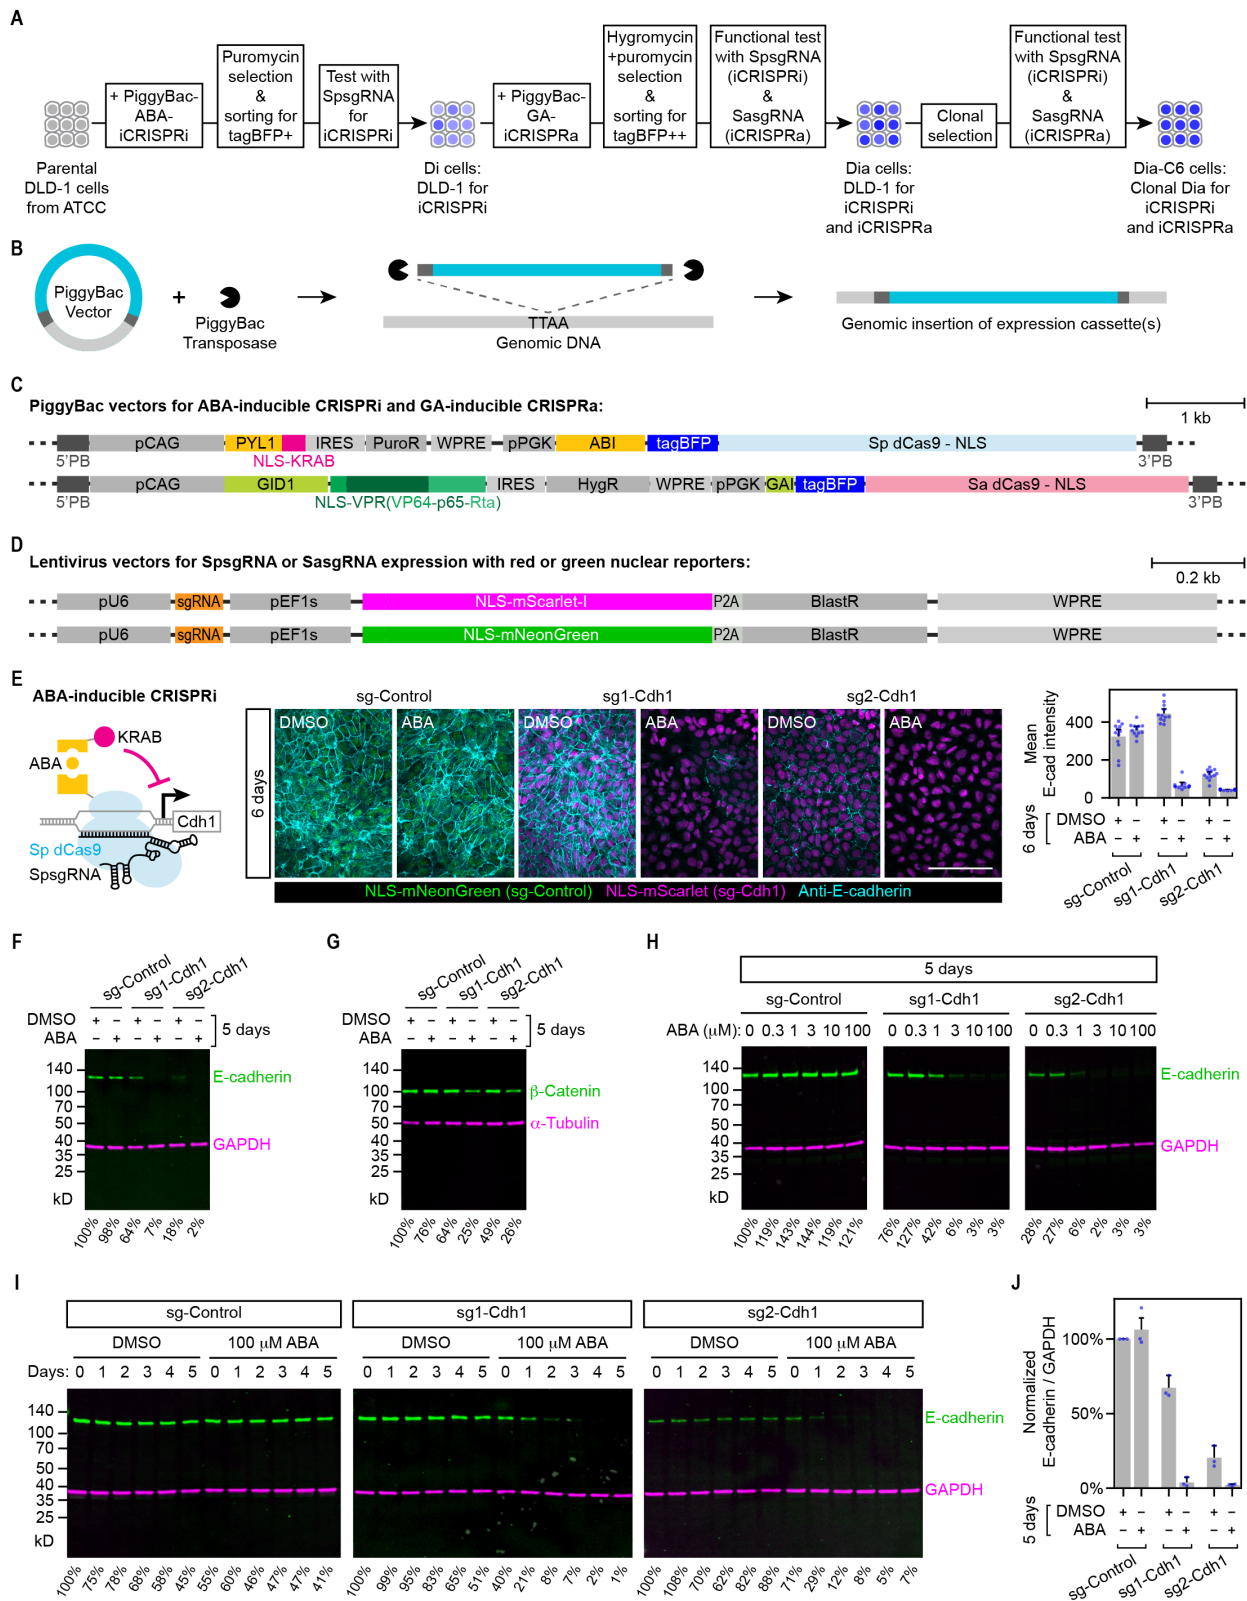 A
+ PiggyBac-
ABA-
iCRISPRi
Puromycin
selection
&
sorting for
tagBFP+
Test with
SpsgRNA
for
iCRISPRi
+ PiggyBac-
GA-
iCRISPRa
Hygromycin
+puromycin
selection
&
sorting for
tagBFP++
Functional test
with SpsgRNA
(iCRISPRi)
&
SasgRNA
(iCRISPRa)
Clonal
selection
Functional test
with SpsgRNA
(iCRISPRi)
&
SasgRNA
(iCRISPRa)
Parental
DLD-1 cells
from ATCC
Di cells:
DLD-1 for
iCRISPRi
Dia cells:
DLD-1 for
iCRISPRi
and iCRISPRa
Dia-C6 cells:
Clonal Dia for
iCRISPRi
and iCRISPRa
B
PiggyBac
Vector
+
PiggyBac
Transposase
TTAA
Genomic DNA
Genomic insertion of expression cassette(s)
C
PiggyBac vectors for ABA-inducible CRISPRi and GA-inducible CRISPRa:
1 kb
pCAG PYL1 IRES PuroR WPRE pPGK ABI tagBFP Sp dCas9 - NLS
5'PB NLS-KRAB 3'PB
pCAG GID1 IRES HygR WPRE pPGK GAI tagBFP Sa dCas9 - NLS
5'PB NLS-VPR(VP64-p65-Rta) 3'PB
D
Lentivirus vectors for SpsgRNA or SasgRNA expression with red or green nuclear reporters:
0.2 kb
pU6 sgRNA pEF1s NLS-mScarlet-I P2A BlastR WPRE
pU6 sgRNA pEF1s NLS-mNeonGreen P2A BlastR WPRE
E
ABA-inducible CRISPRi
KRAB
ABA
Cdh1
Sp dCas9
SpsgRNA
6 days
sg-Control sg1-Cdh1 sg2-Cdh1
DMSO ABA DMSO ABA DMSO ABA
NLS-mNeonGreen (sg-Control) NLS-mScarlet (sg-Cdh1) Anti-E-cadherin
Mean
E-cad intensity
400
200
0
6 days
DMSO + − + − + −
ABA − + − + − +
sg-Control sg1-Cdh1 sg2-Cdh1
F
sg-Control sg1-Cdh1 sg2-Cdh1
DMSO + − + − + −
ABA − + − + − +
5 days
140
100
70
50
40
35
25
kD
E-cadherin
GAPDH
100% 98% 64% 7% 18% 2%
G
sg-Control sg1-Cdh1 sg2-Cdh1
DMSO + − + − + −
ABA − + − + − +
5 days
140
100
70
50
40
35
25
kD
β-Catenin
α-Tubulin
100% 76% 64% 25% 49% 26%
H
5 days
sg-Control sg1-Cdh1 sg2-Cdh1
ABA (μM): 0 0.3 1 3 10 100 0 0.3 1 3 10 100 0 0.3 1 3 10 100
140
100
70
50
40
35
25
kD
E-cadherin
GAPDH
100% 119% 143% 144% 119% 121% 76% 127% 42% 6% 3% 3% 28% 27% 6% 2% 3% 3%
I
sg-Control sg1-Cdh1 sg2-Cdh1
DMSO 100 μM ABA DMSO 100 μM ABA DMSO 100 μM ABA
Days: 0 1 2 3 4 5 0 1 2 3 4 5 0 1 2 3 4 5 0 1 2 3 4 5 0 1 2 3 4 5 0 1 2 3 4 5
140
100
70
50
40
35
25
kD
E-cadherin
GAPDH
100% 75% 78% 68% 58% 45% 55% 60% 46% 47% 47% 41% 100% 99% 95% 83% 65% 51% 40% 21% 8% 7% 2% 1% 100% 108% 70% 62% 82% 88% 71% 29% 12% 8% 5% 7%
J
Normalized
E-cadherin / GAPDH
100%
50%
0%
5 days
DMSO + − + − + −
ABA − + − + − +
sg-Control sg1-Cdh1 sg2-Cdh1